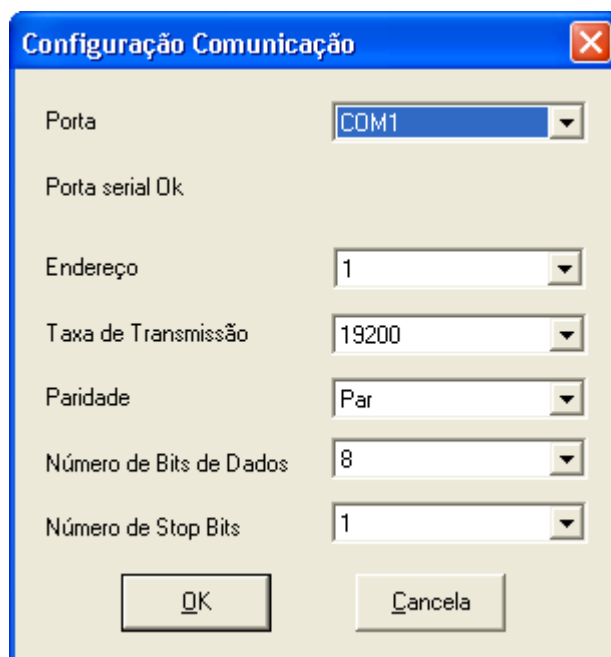 Configuração Comunicação
Porta COM1
Porta serial Ok
Endereço 1
Taxa de Transmissão 19200
Paridade Par
Número de Bits de Dados 8
Número de Stop Bits 1
OK Cancela